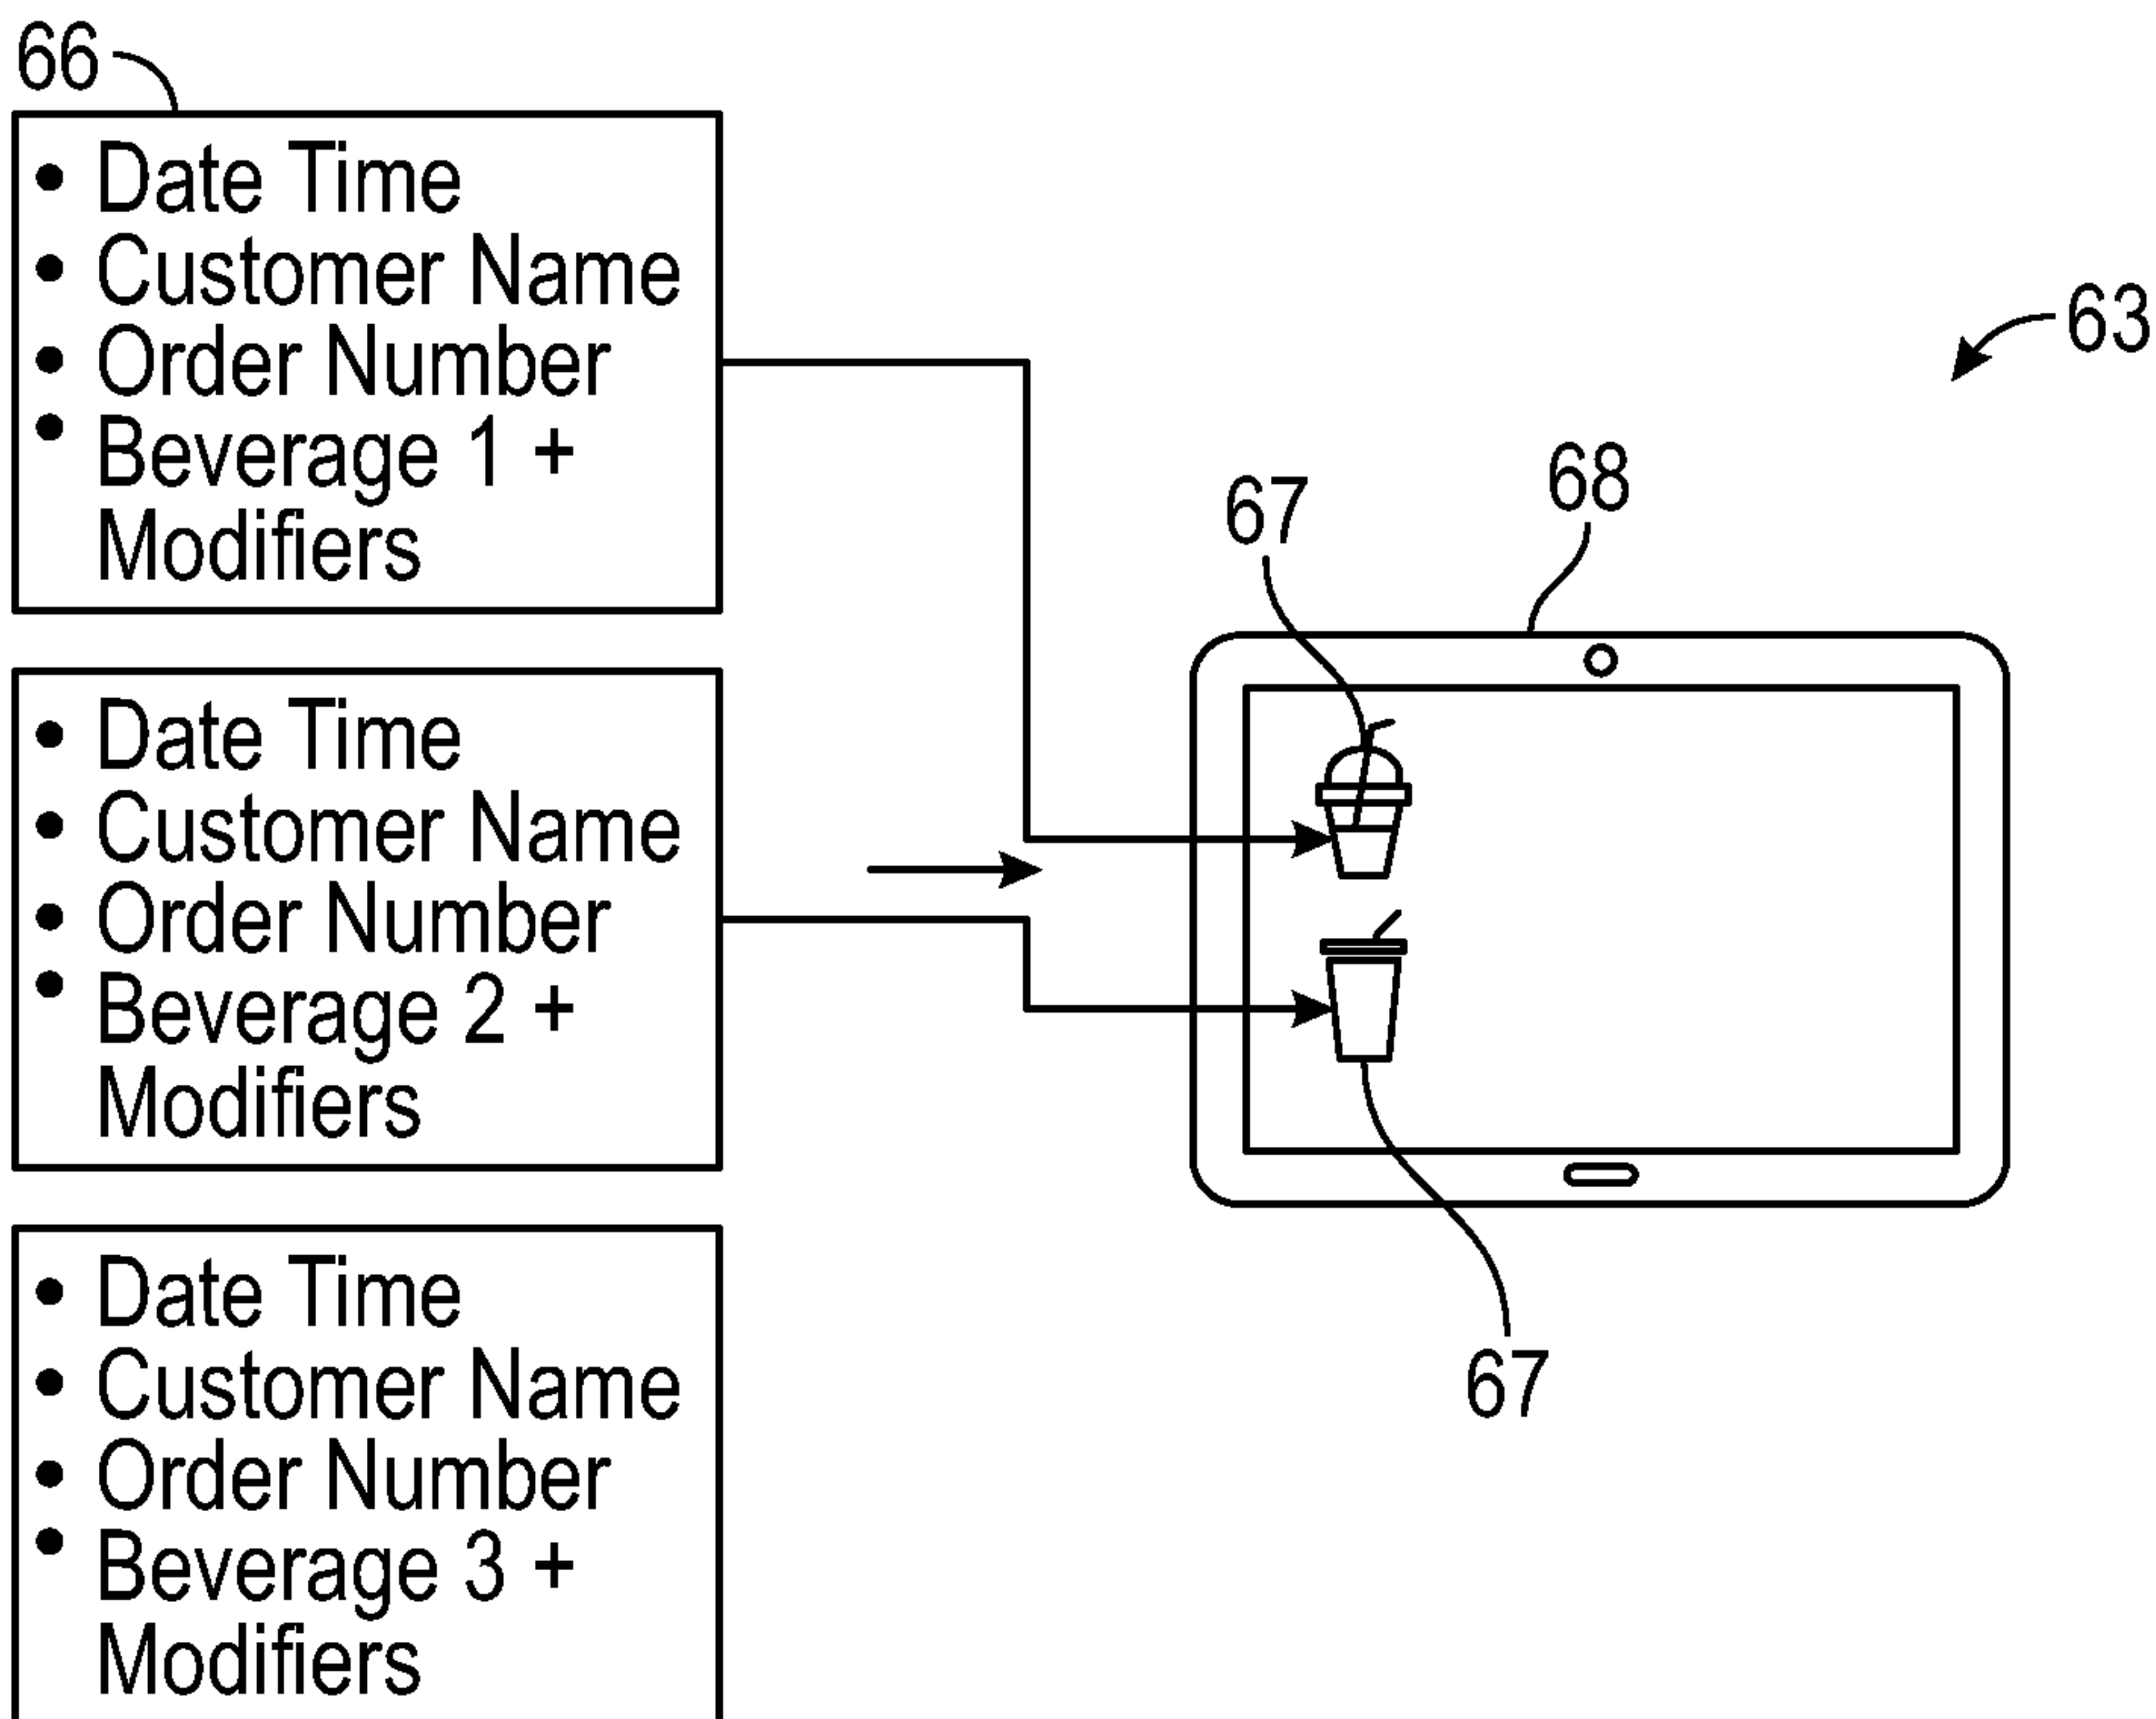 66
• Date Time
• Customer Name
• Order Number
• Beverage 1 +
Modifiers
63
67
68
• Date Time
• Customer Name
• Order Number
• Beverage 2 +
Modifiers
67
• Date Time
• Customer Name
• Order Number
• Beverage 3 +
Modifiers